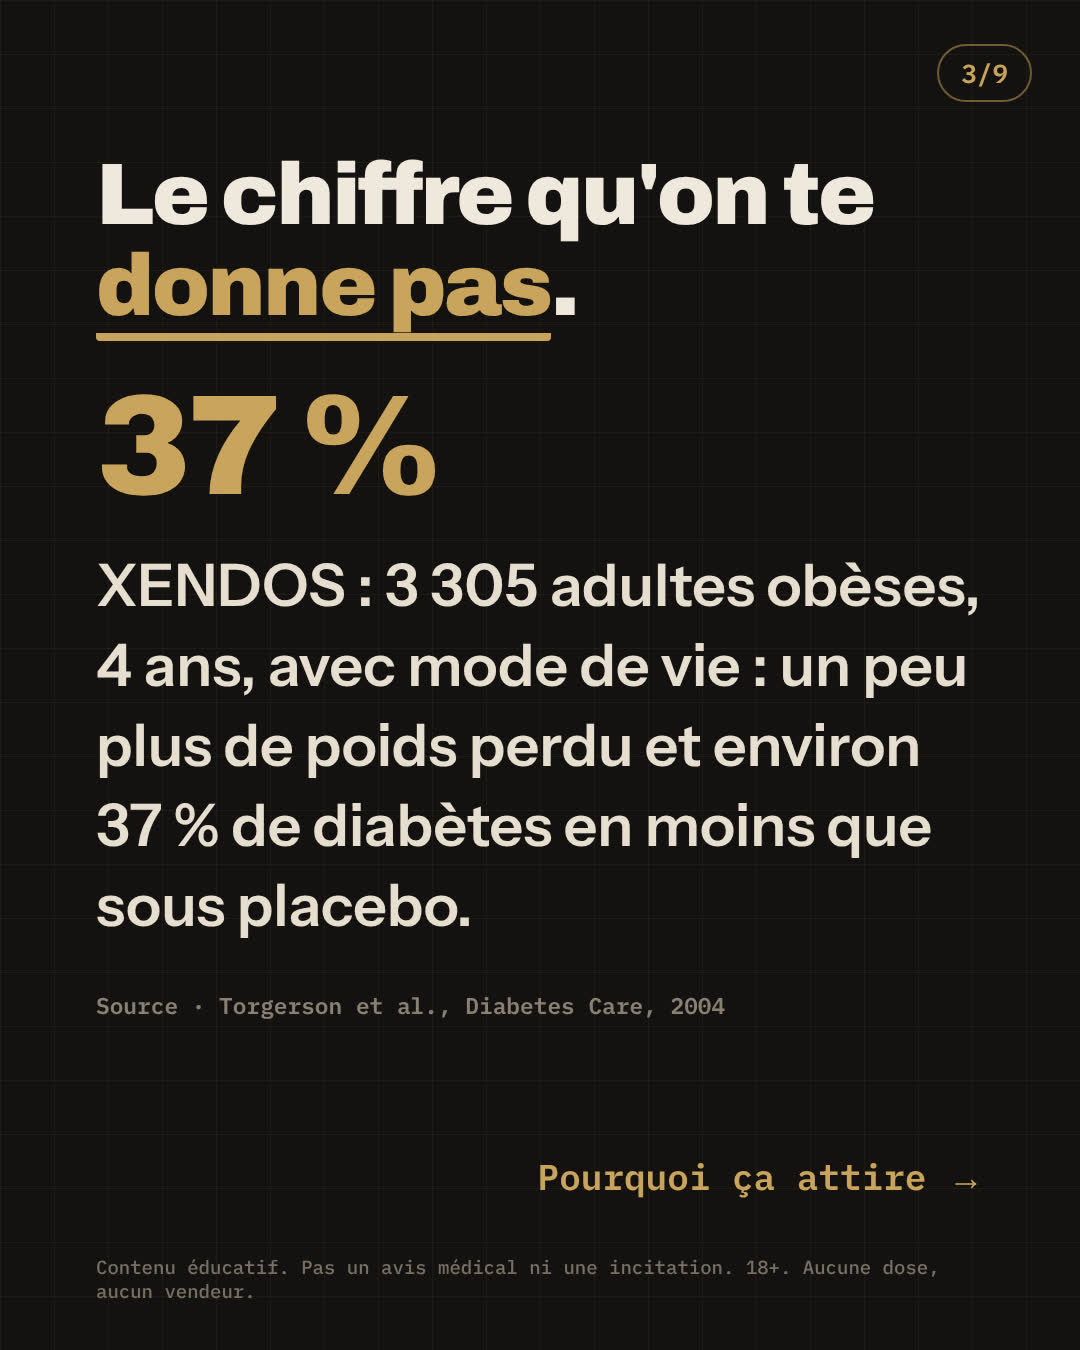 3/9
Le chiffre qu'on te
donne pas.
37 %
XENDOS : 3 305 adultes obèses,
4 ans, avec mode de vie : un peu
plus de poids perdu et environ
37 % de diabètes en moins que
sous placebo.
Source · Torgerson et al., Diabetes Care, 2004
Pourquoi ça attire →
Contenu éducatif. Pas un avis médical ni une incitation. 18+. Aucune dose,
aucun vendeur.